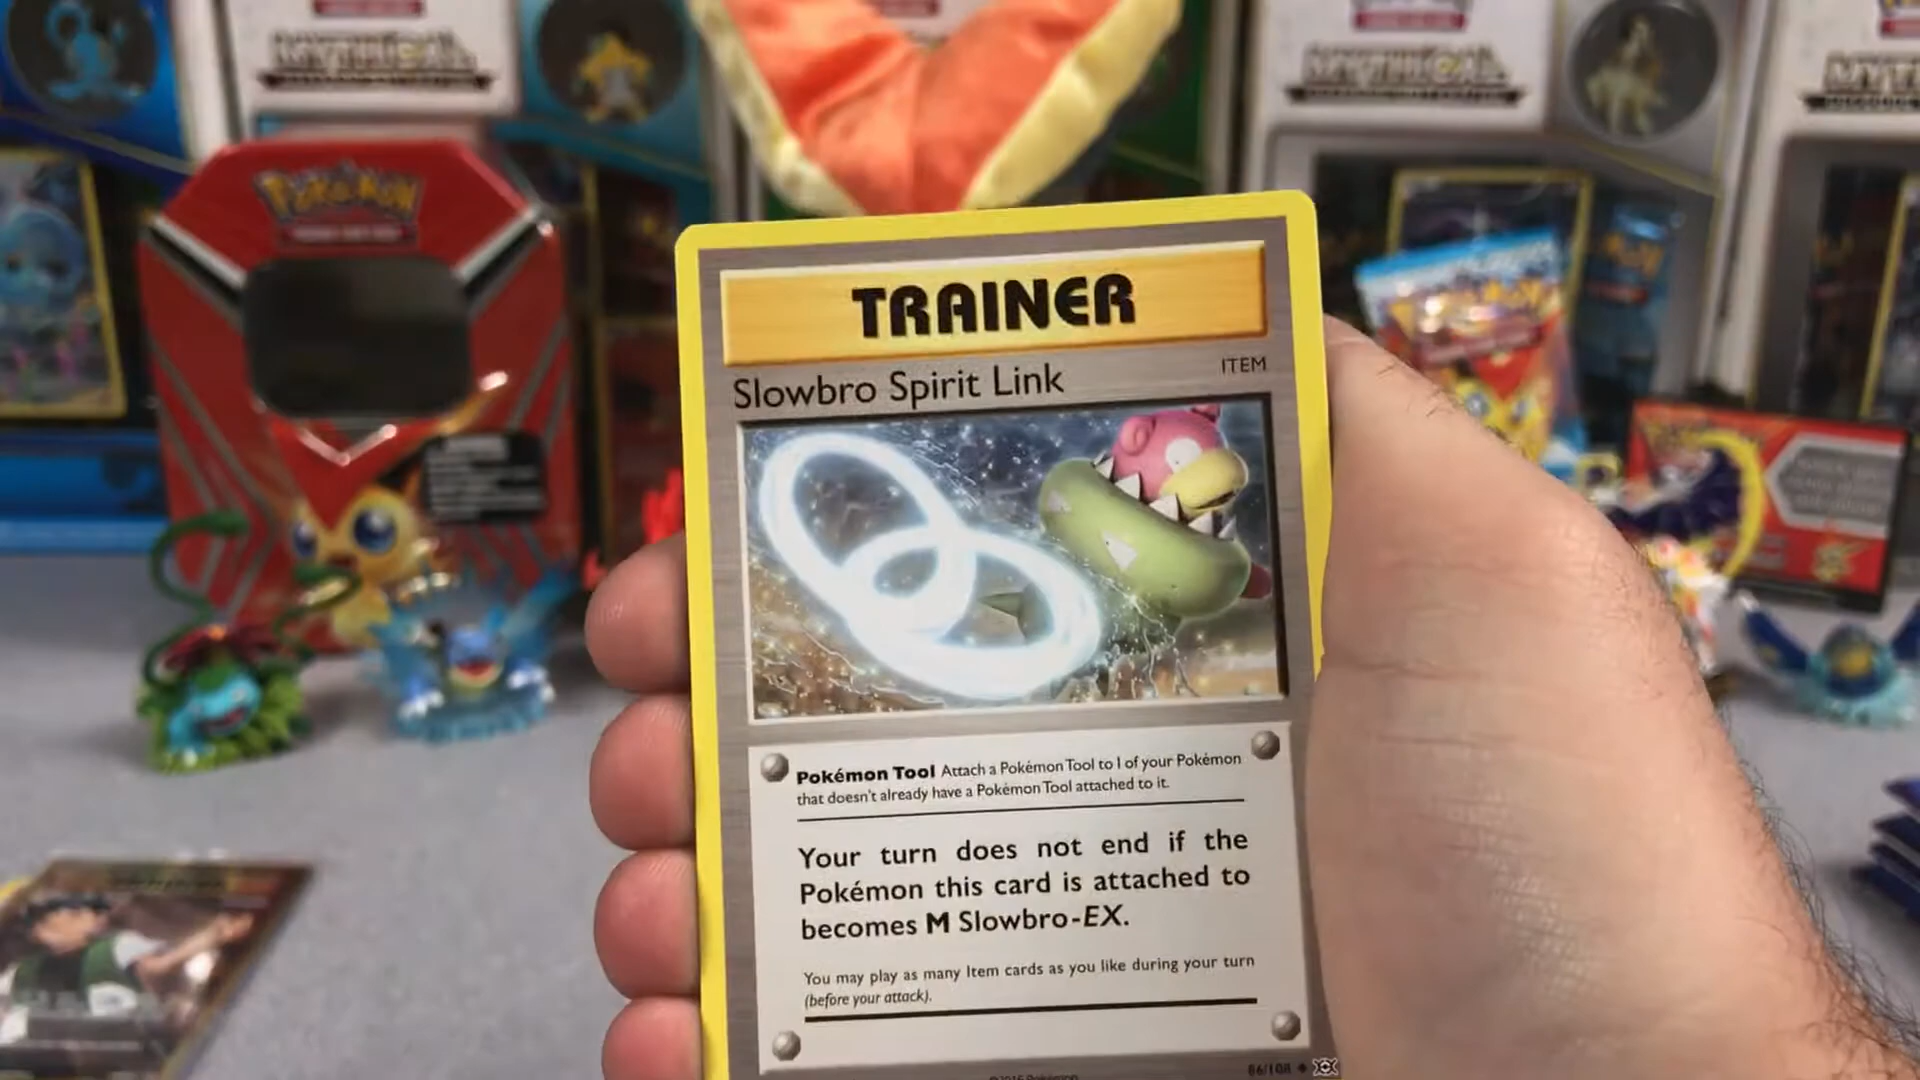 MYTHICAL
MYTHICAL
Pokémon
TRAINER
Slowbro Spirit Link
ITEM
Pokémon Tool Attach a Pokémon Tool to 1 of your Pokémon
that doesn't already have a Pokémon Tool attached to it.
Your turn does not end if the
Pokémon this card is attached to
becomes M Slowbro-EX.
You may play as many Item cards as you like during your turn
(before your attack).
86/108